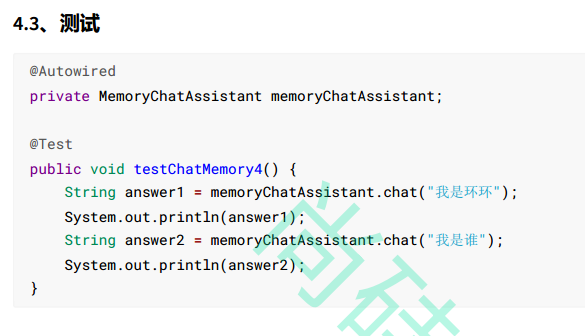 4.3、测试
@Autowired
private MemoryChatAssistant memoryChatAssistant;
@Test
public void testChatMemory4() {
    String answer1 = memoryChatAssistant.chat("我是环环");
    System.out.println(answer1);
    String answer2 = memoryChatAssistant.chat("我是谁");
    System.out.println(answer2);
}
尚硅